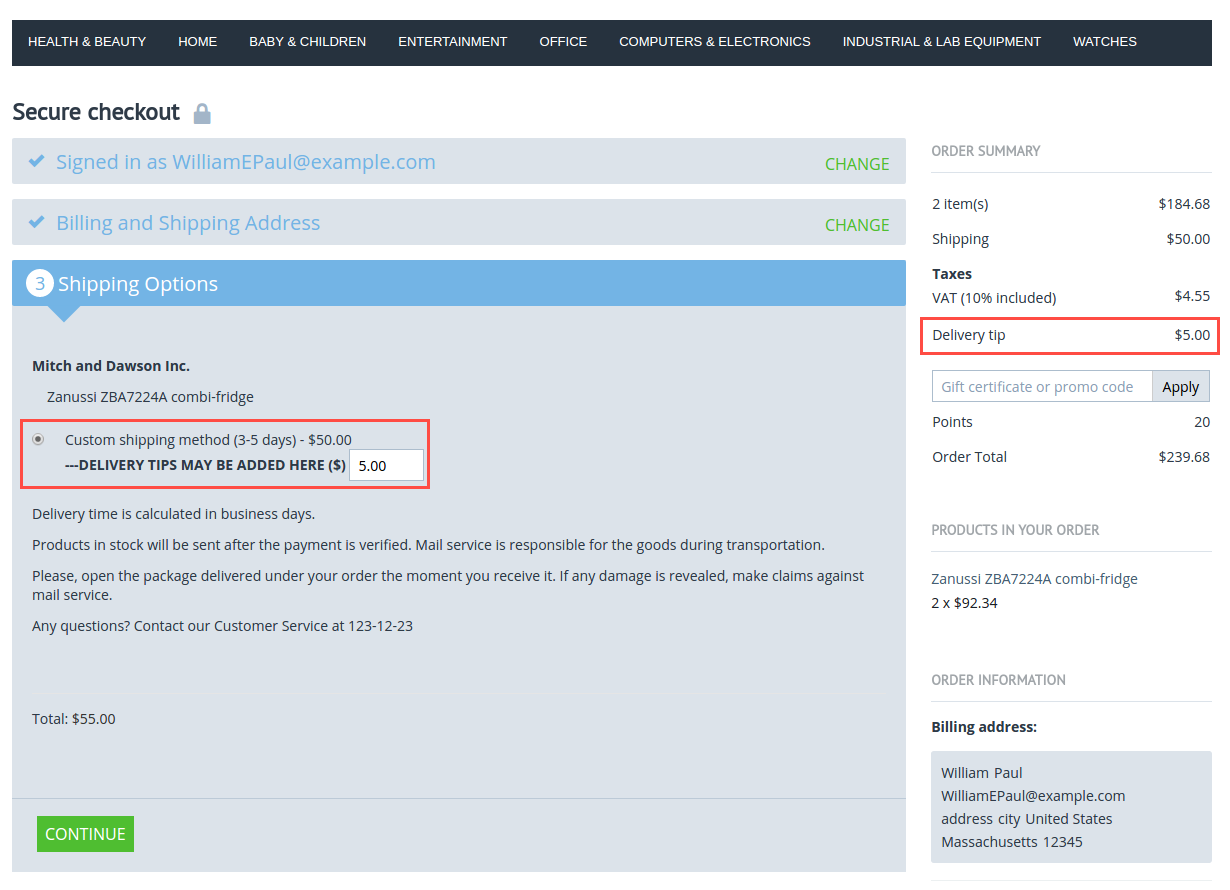 HEALTH & BEAUTY HOME BABY & CHILDREN ENTERTAINMENT OFFICE COMPUTERS & ELECTRONICS INDUSTRIAL & LAB EQUIPMENT WATCHES
Secure checkout
Signed in as WilliamEPaul@example.com CHANGE
Billing and Shipping Address CHANGE
3 Shipping Options
Mitch and Dawson Inc.
Zanussi ZBA7224A combi-fridge
Custom shipping method (3-5 days) - $50.00
---DELIVERY TIPS MAY BE ADDED HERE ($) 5.00
Delivery time is calculated in business days.
Products in stock will be sent after the payment is verified. Mail service is responsible for the goods during transportation.
Please, open the package delivered under your order the moment you receive it. If any damage is revealed, make claims against
mail service.
Any questions? Contact our Customer Service at 123-12-23
Total: $55.00
CONTINUE
ORDER SUMMARY
2 item(s) $184.68
Shipping $50.00
Taxes
VAT (10% included) $4.55
Delivery tip $5.00
Gift certificate or promo code Apply
Points 20
Order Total $239.68
PRODUCTS IN YOUR ORDER
Zanussi ZBA7224A combi-fridge
2 x $92.34
ORDER INFORMATION
Billing address:
William Paul
WilliamEPaul@example.com
address city United States
Massachusetts 12345